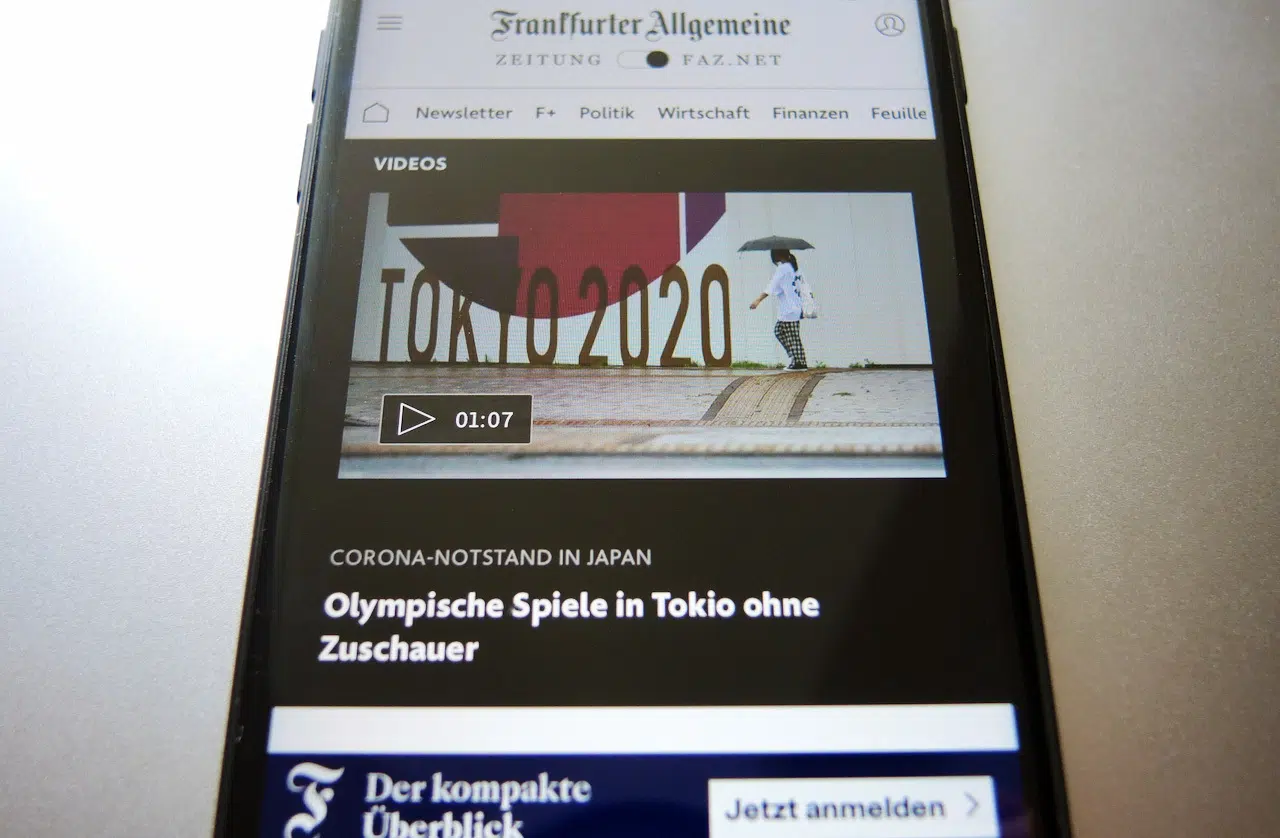 Frankfurter Allgemeine
ZEITUNG FAZ.NET
Newsletter F+ Politik Wirtschaft Finanzen Feuille
VIDEOS
TOKYO 2020
01:07
CORONA-NOTSTAND IN JAPAN
Olympische Spiele in Tokio ohne
Zuschauer
F
Der kompakte
Überblick
Jetzt anmelden